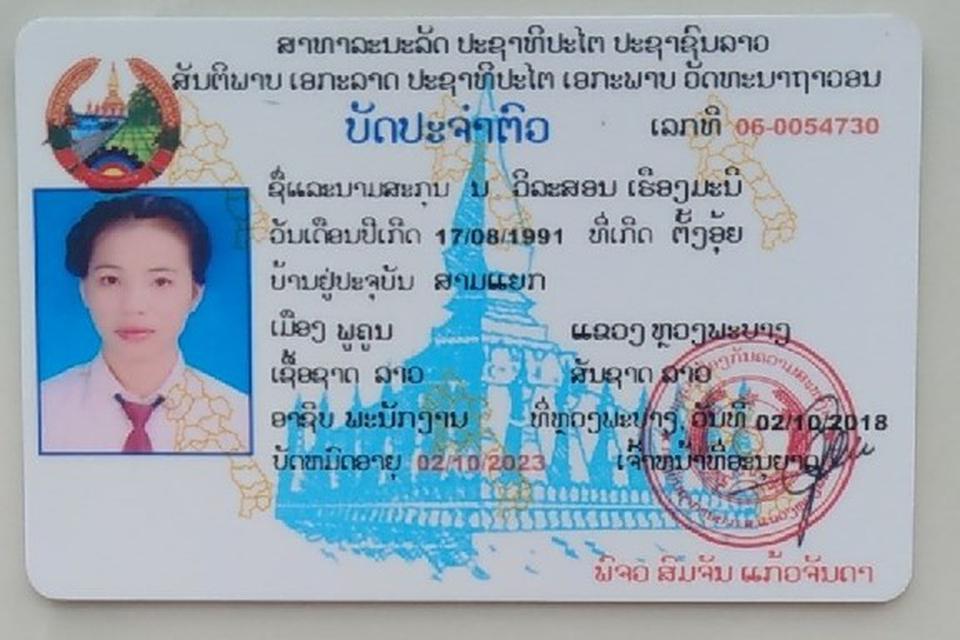 ສາທາລະນະລັດ ປະຊາທິປະໄຕ ປະຊາຊົນລາວ
ສັນຕິພາບ ເອກະລາດ ປະຊາທິປະໄຕ ເອກະພາບ ວັດທະນາຖາວອນ
ບັດປະຈຳຕົວ ເລກທີ 06-0054730
ຊື່ແລະນາມສະກຸນ ນ ວິລະສອນ ເຮືອງມະນີ
ວັນເດືອນປີເກີດ 17/08/1991 ທີ່ເກີດ ຕັ້ງອຸ້ຍ
ບ້ານຢູ່ປະຈຸບັນ ສາມແຍກ
ເມືອງ ພູຄູນ ແຂວງ ຫຼວງພະບາງ
ເຊື້ອຊາດ ລາວ ສັນຊາດ ລາວ
ອາຊີບ ພະນັກງານ ທີ່ຫຼວງພະບາງ, ວັນທີ 02/10/2018
ບັດຫມົດອາຍຸ 02/10/2023 ເຈົ້າຫນ້າທີ່ອະນຸຍາດ
ພົຈວ ສົມຈັນ ແກ້ວຈັນດາ